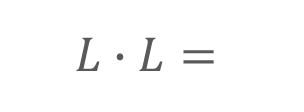 L · L =